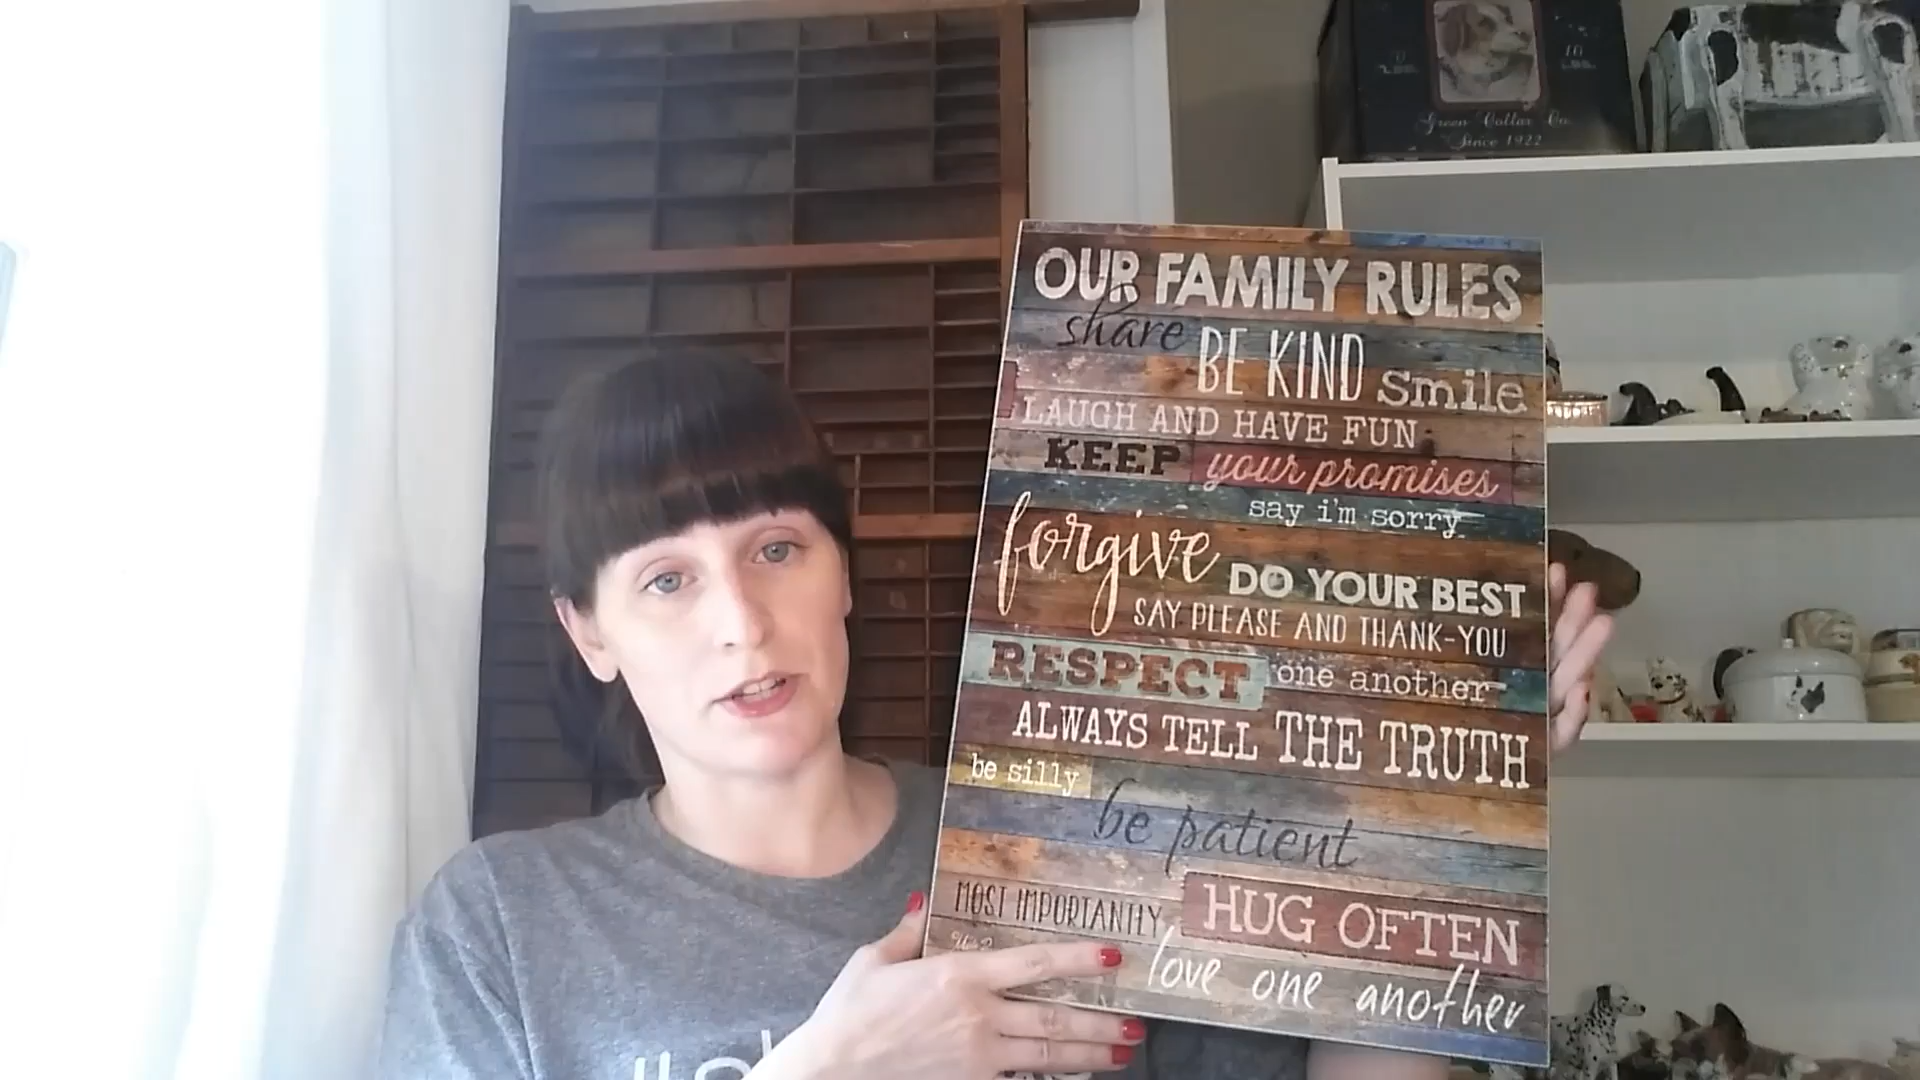 Green Collar Co.
Since 1922
OUR FAMILY RULES
share BE KIND smile
LAUGH AND HAVE FUN
KEEP your promises
say i'm sorry
forgive DO YOUR BEST
SAY PLEASE AND THANK-YOU
RESPECT one another
ALWAYS TELL THE TRUTH
be silly
be patient
MOST IMPORTANTLY HUG OFTEN
love one another